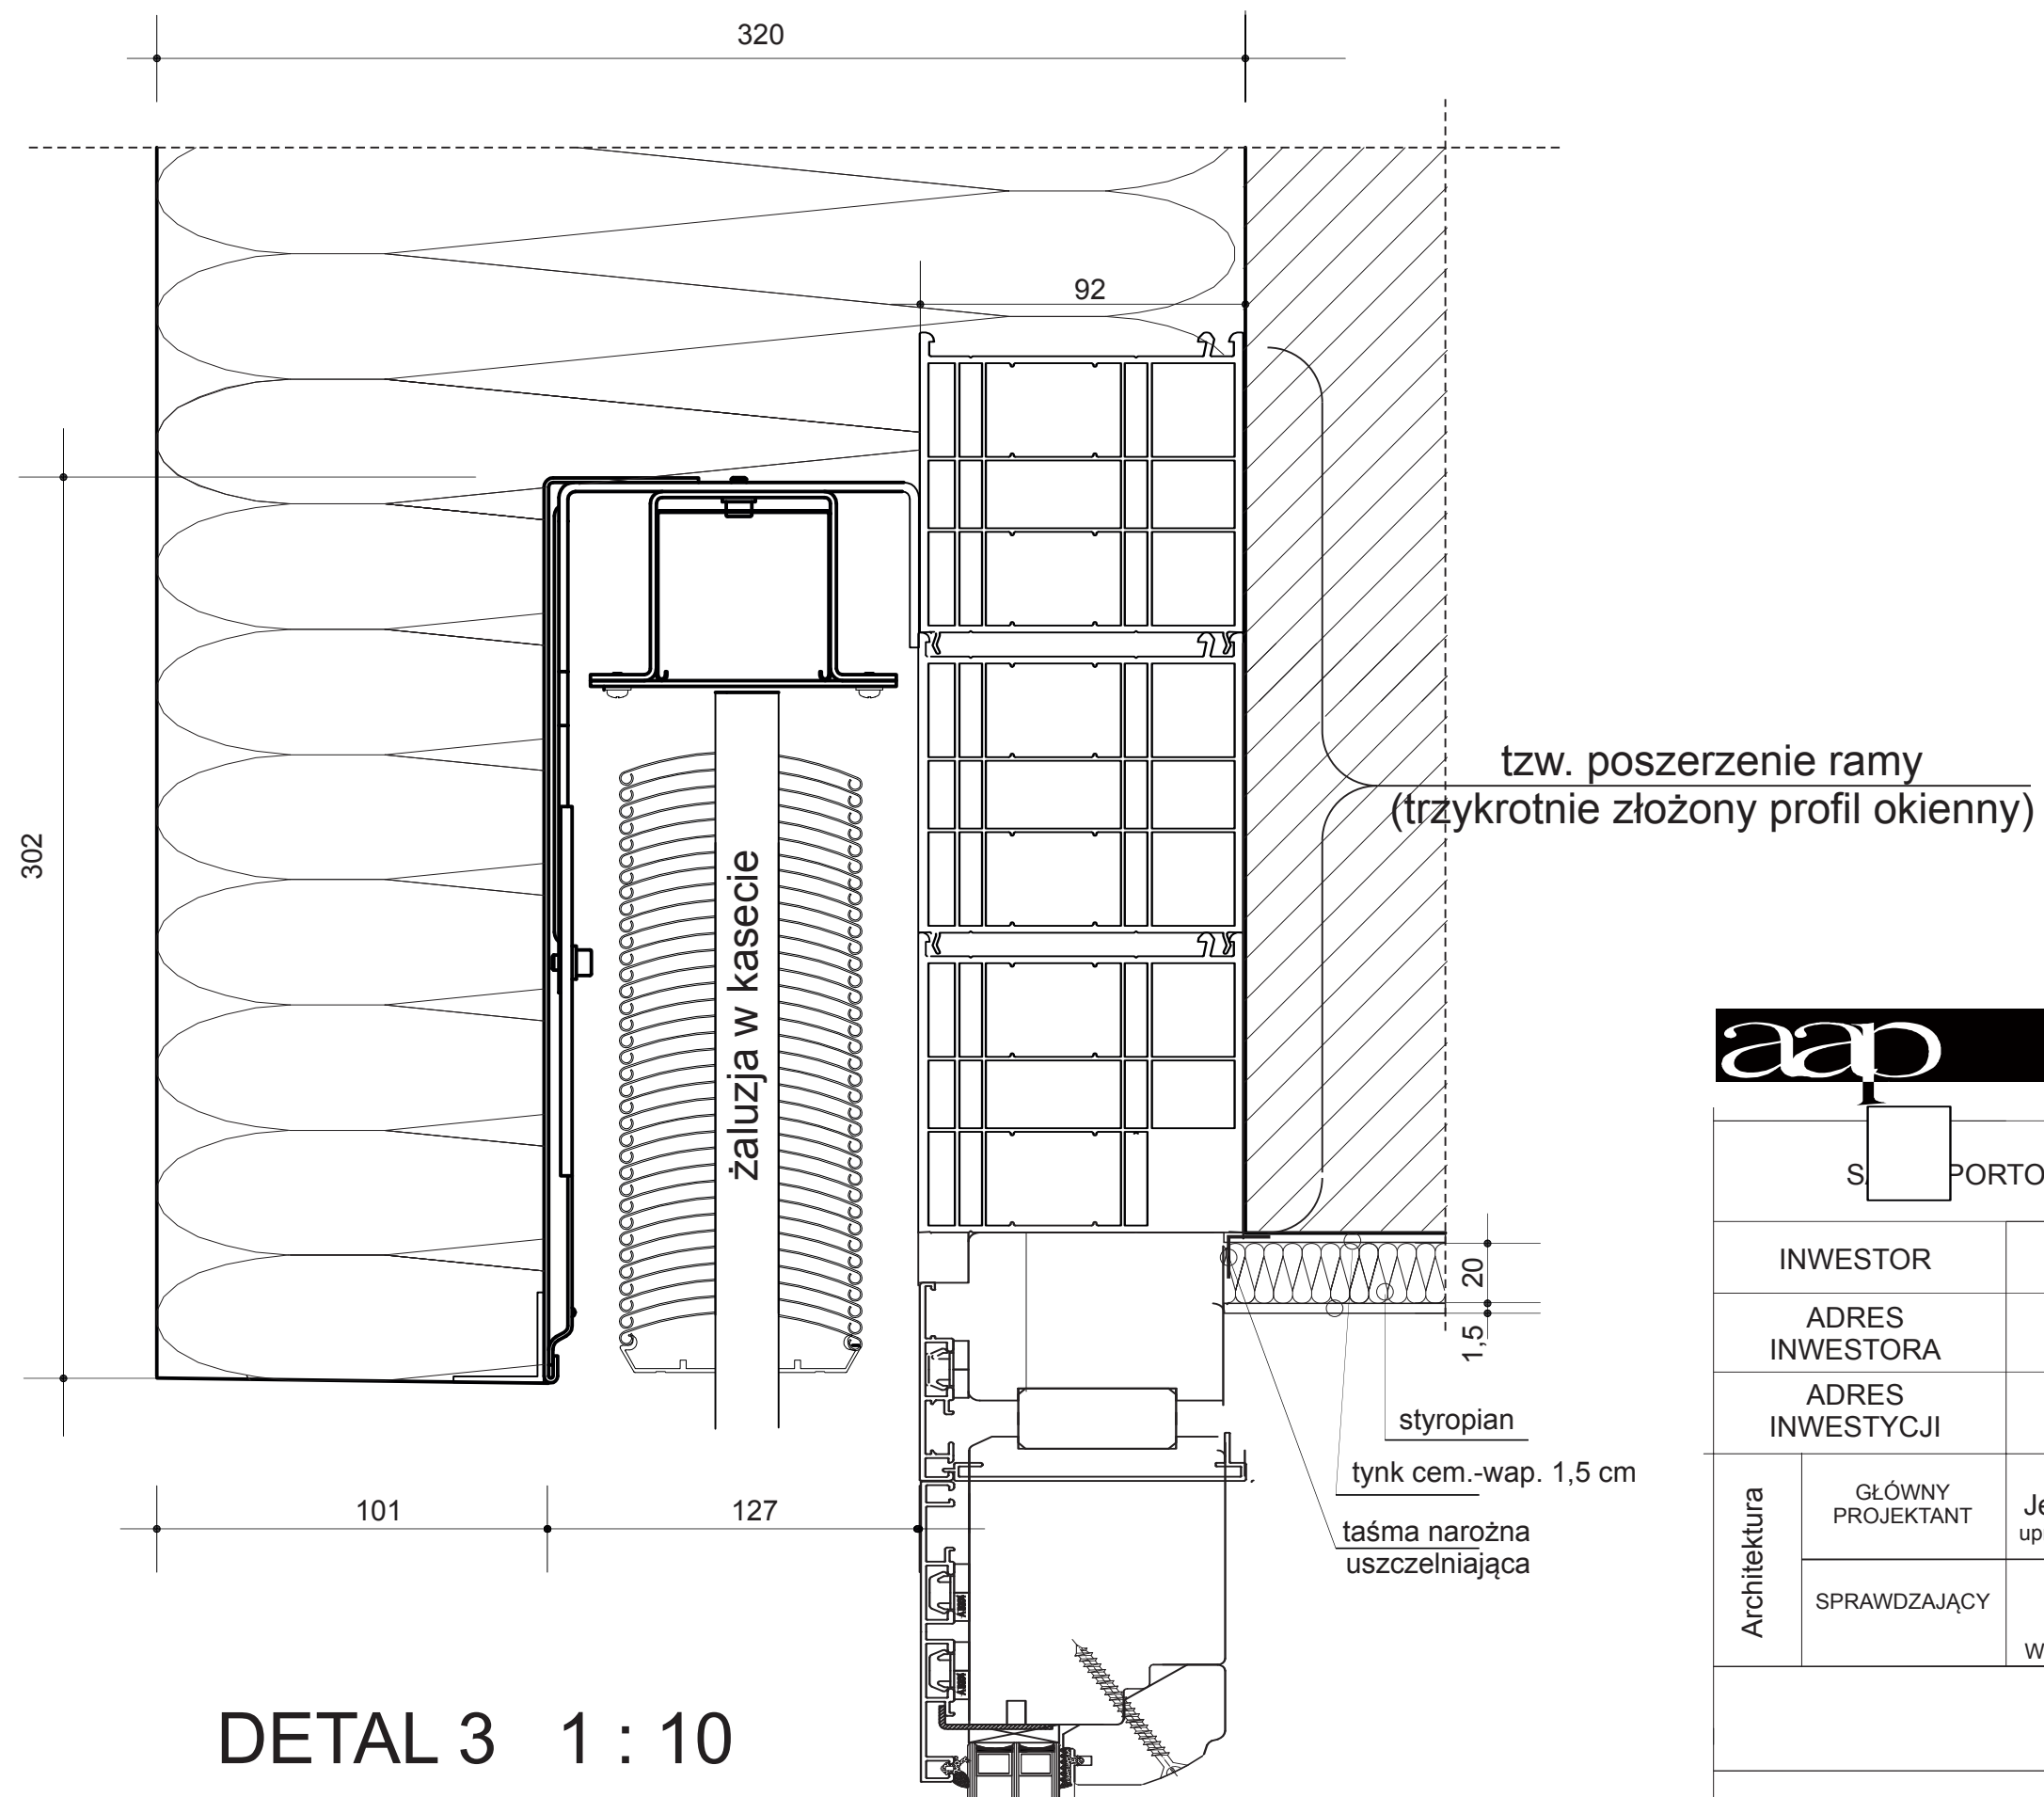 320
92
302
tzw. poszerzenie ramy
(trzykrotnie złożony profil okienny)
żaluzja w kasecie
aap
PORTO
INWESTOR
ADRES
INWESTORA
ADRES
INWESTYCJI
Architektura
GŁÓWNY
PROJEKTANT
SPRAWDZAJĄCY
20
1,5
styropian
tynk cem.-wap. 1,5 cm
taśma narożna
uszczelniająca
101
127
DETAL 3 1 : 10